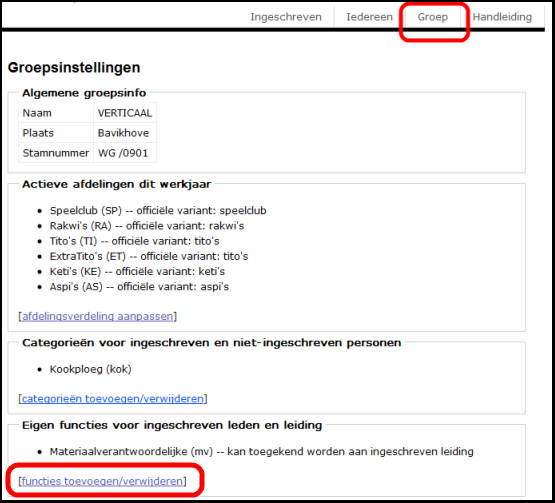 Ingeschreven Iedereen Groep Handleiding
Groepsinstellingen
Algemene groepsinfo
Naam VERTICAAL
Plaats Bavikhove
Stamnummer WG /0901
Actieve afdelingen dit werkjaar
• Speelclub (SP) -- officiële variant: speelclub
• Rakwi's (RA) -- officiële variant: rakwi's
• Tito's (TI) -- officiële variant: tito's
• ExtraTito's (ET) -- officiële variant: tito's
• Keti's (KE) -- officiële variant: keti's
• Aspi's (AS) -- officiële variant: aspi's
[afdelingsverdeling aanpassen]
Categorieën voor ingeschreven en niet-ingeschreven personen
• Kookploeg (kok)
[categorieën toevoegen/verwijderen]
Eigen functies voor ingeschreven leden en leiding
• Materiaalverantwoordelijke (mv) -- kan toegekend worden aan ingeschreven leiding
[functies toevoegen/verwijderen]